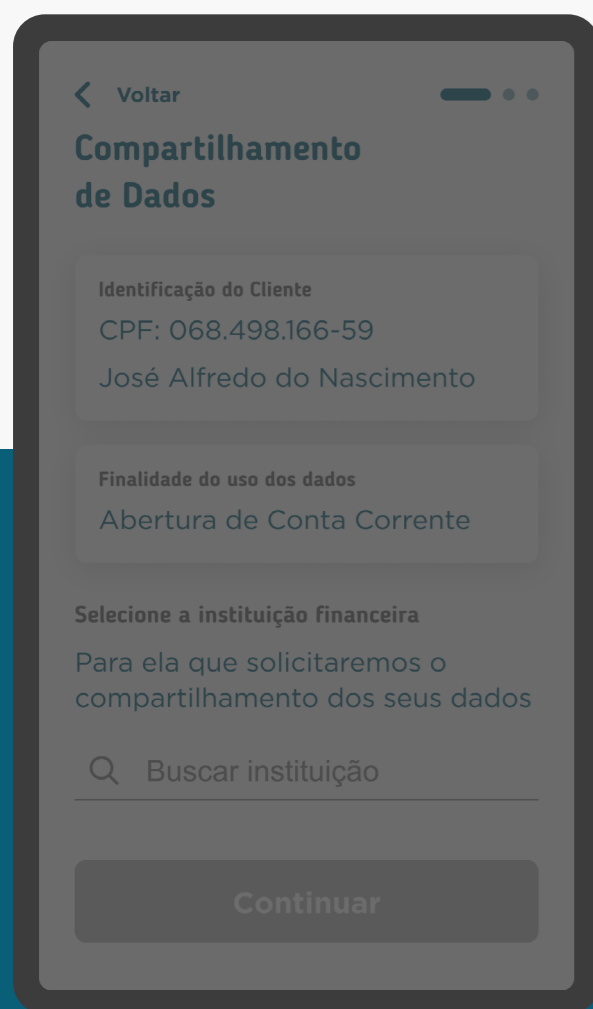 Voltar
Compartilhamento
de Dados
Identificação do Cliente
CPF: 068.498.166-59
José Alfredo do Nascimento
Finalidade do uso dos dados
Abertura de Conta Corrente
Selecione a instituição financeira
Para ela que solicitaremos o
compartilhamento dos seus dados
Buscar instituição
Continuar